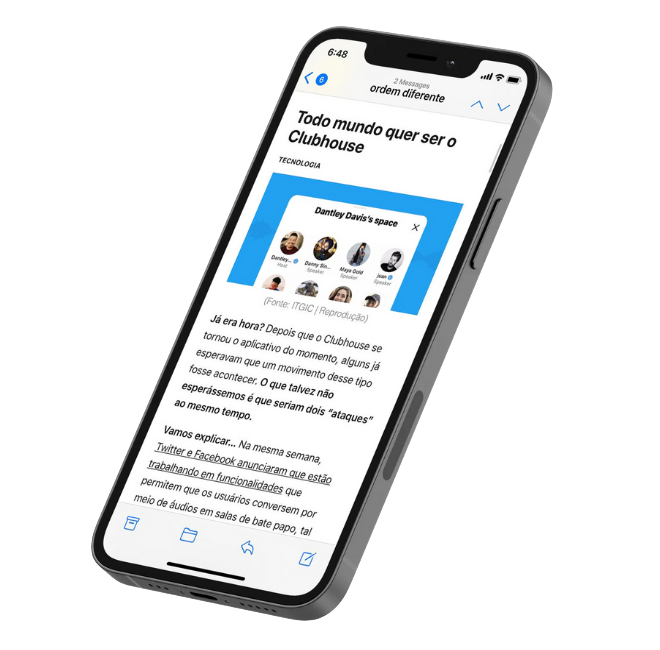 6:48
6
2 Messages
ordem diferente
Todo mundo quer ser o
Clubhouse
TECNOLOGIA
Dantley Davis's space
Dantley...
Host
Danny Sin...
Speaker
Maya Gold
Speaker
Jean
Speaker
(Fonte: ITGIC | Reprodução)
Já era hora? Depois que o Clubhouse se
tornou o aplicativo do momento, alguns já
esperavam que um movimento desse tipo
fosse acontecer. O que talvez não
esperássemos é que seriam dois “ataques”
ao mesmo tempo.
Vamos explicar... Na mesma semana,
Twitter e Facebook anunciaram que estão
trabalhando em funcionalidades que
permitem que os usuários conversem por
meio de áudios em salas de bate papo, tal